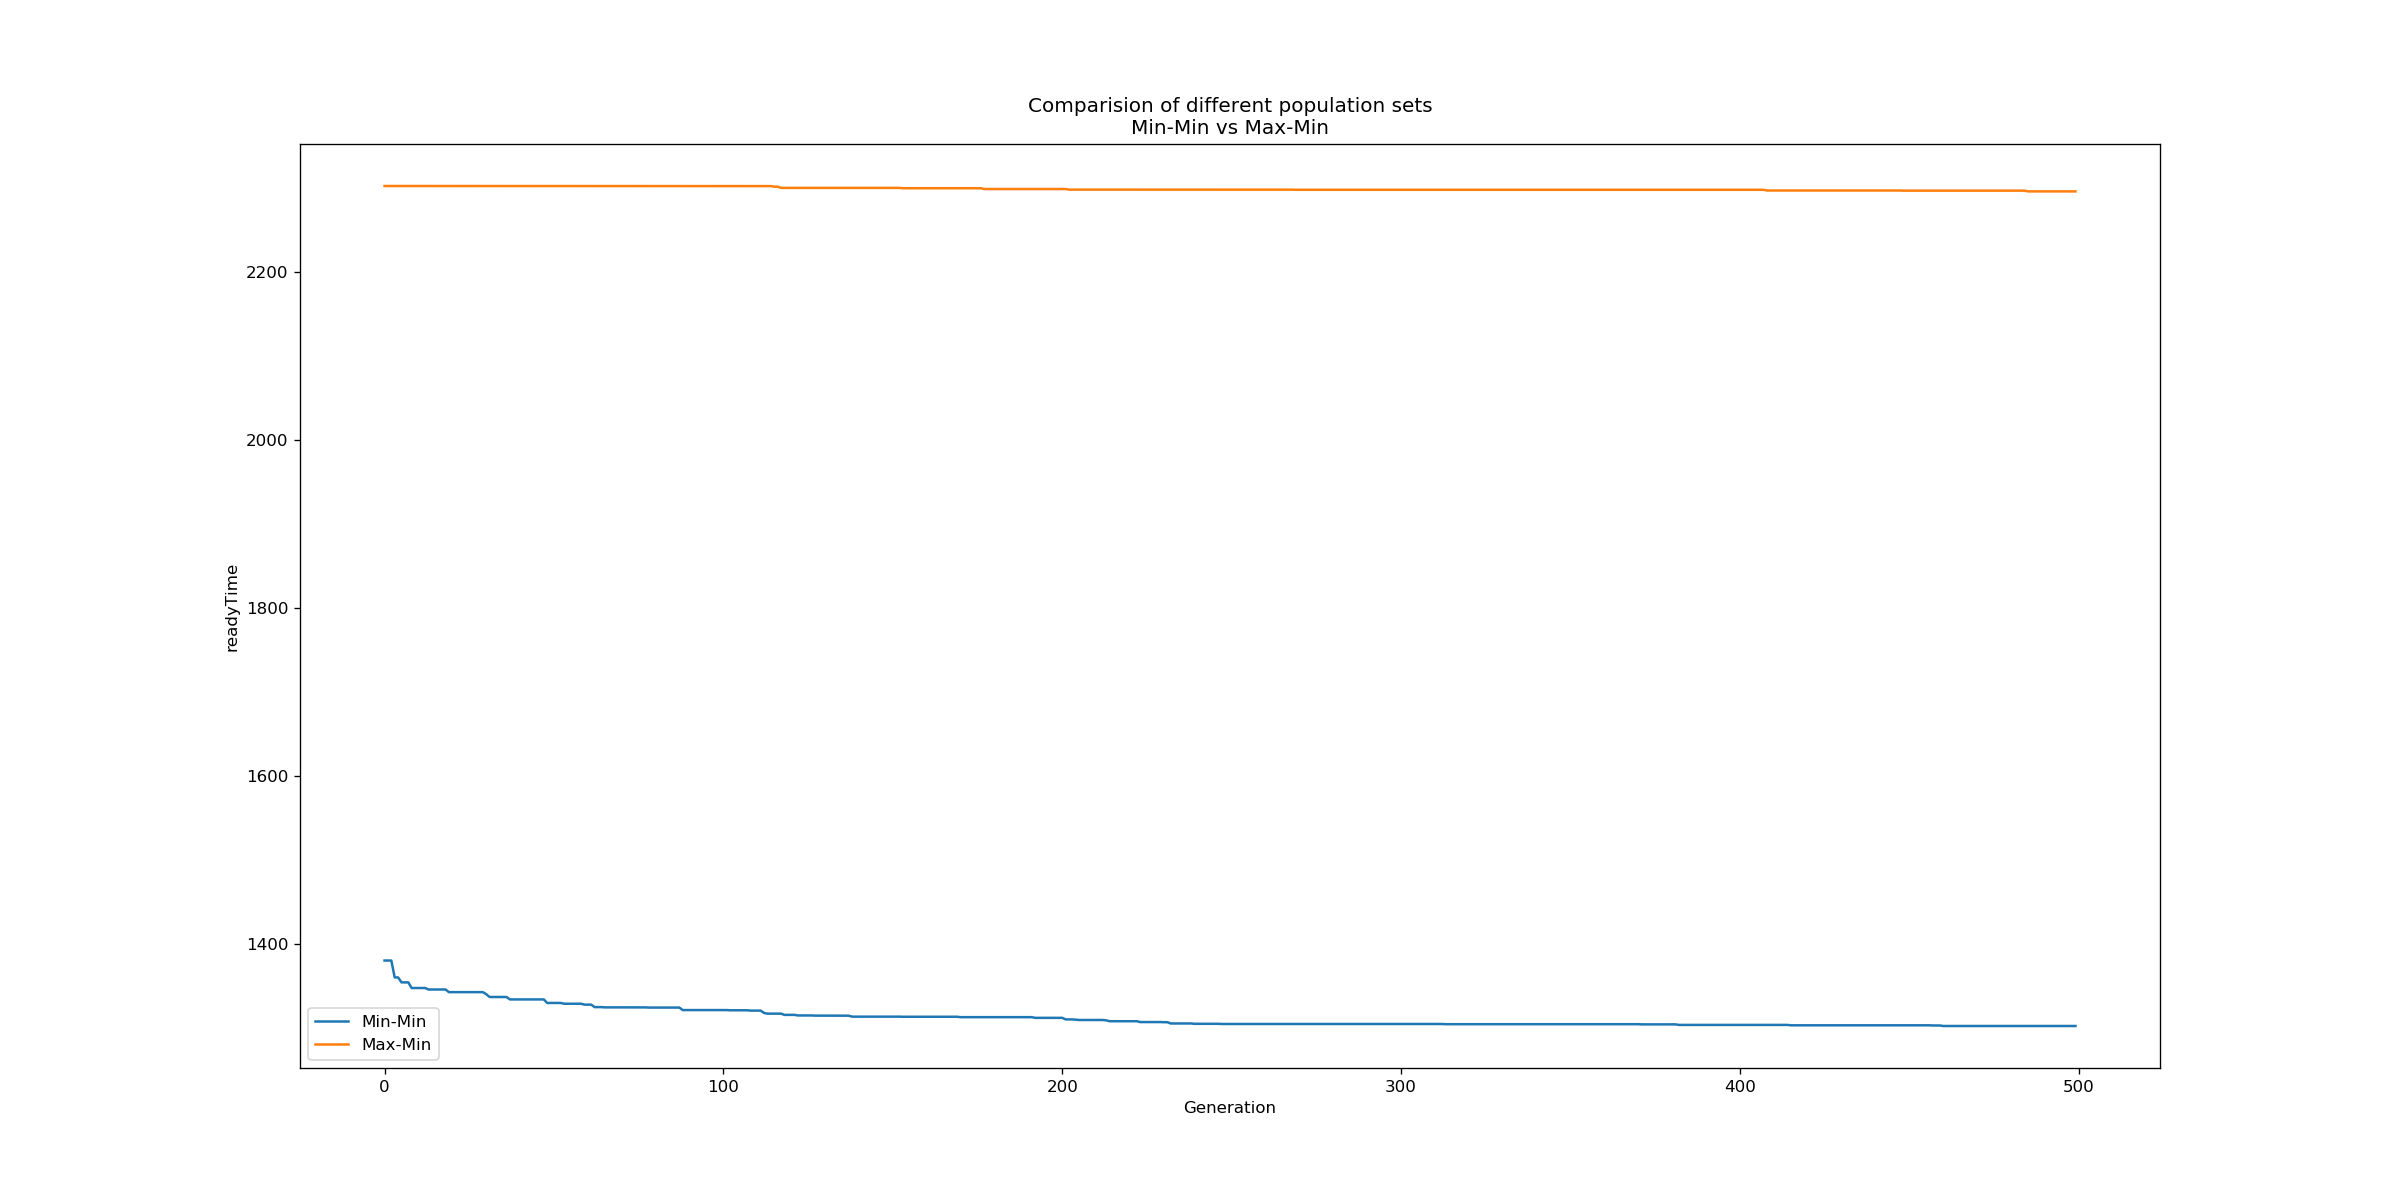 Comparision of different population sets
Min-Min vs Max-Min
readyTime
2200
2000
1800
1600
1400
Min-Min
Max-Min
0 100 200 300 400 500
Generation